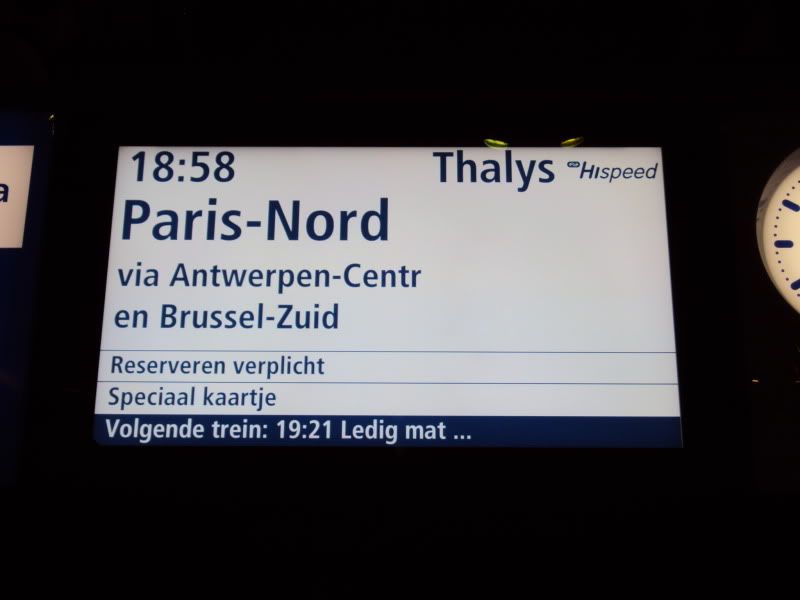 18:58 Thalys Hispeed
Paris-Nord
via Antwerpen-Centr
en Brussel-Zuid
Reserveren verplicht
Speciaal kaartje
Volgende trein: 19:21 Ledig mat ...
a